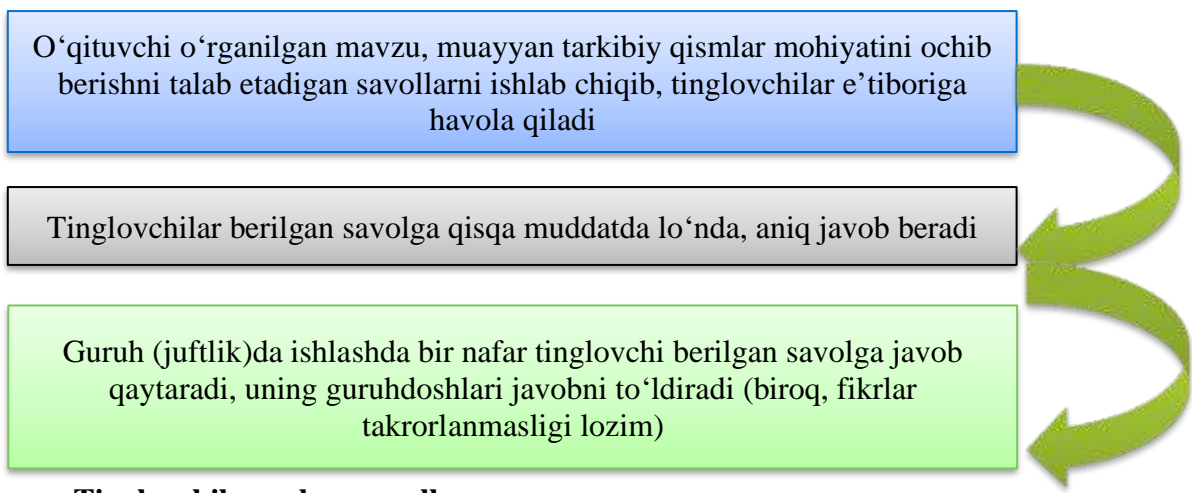 O‘qituvchi o‘rganilgan mavzu, muayyan tarkibiy qismlar mohiyatini ochib
berishni talab etadigan savollarni ishlab chiqib, tinglovchilar e’tiboriga
havola qiladi
Tinglovchilar berilgan savolga qisqa muddatda lo‘nda, aniq javob beradi
Guruh (juftlik)da ishlashda bir nafar tinglovchi berilgan savolga javob
qaytaradi, uning guruhdoshlari javobni to‘ldiradi (biroq, fikrlar
takrorlanmasligi lozim)